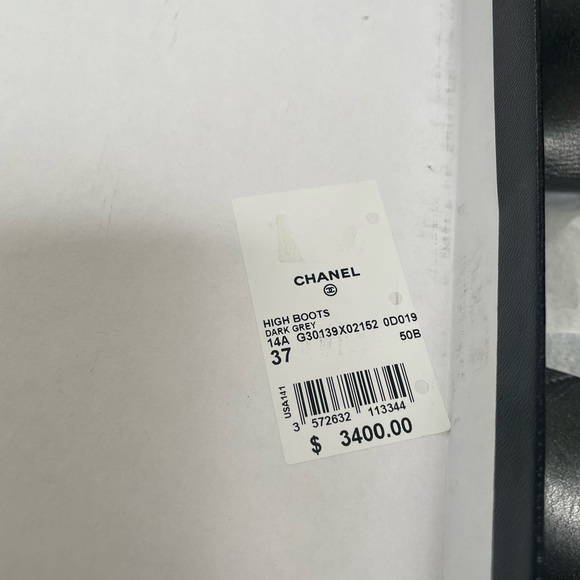 CHANEL
HIGH BOOTS
DARK GREY
14A G30139X02152 0D019
37 50B
USA141
3 572632 113344
$ 3400.00